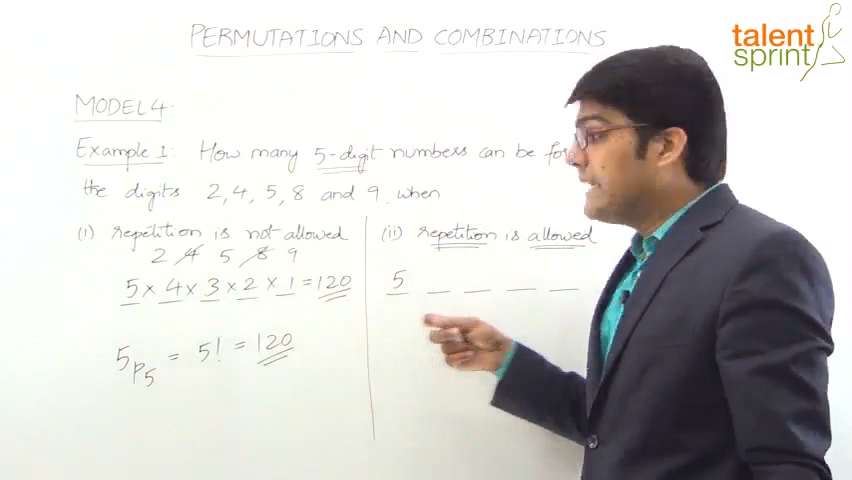 PERMUTATIONS AND COMBINATIONS
talent
sprint
MODEL 4:
Example 1: How many 5-digit numbers can be
the digits 2, 4, 5, 8 and 9, when
(i) repetition is not allowed
2 4 5 8 9
5 × 4 × 3 × 2 × 1 = 120
5P5 = 5! = 120
(ii) repetition is allowed
5 _ _ _ _